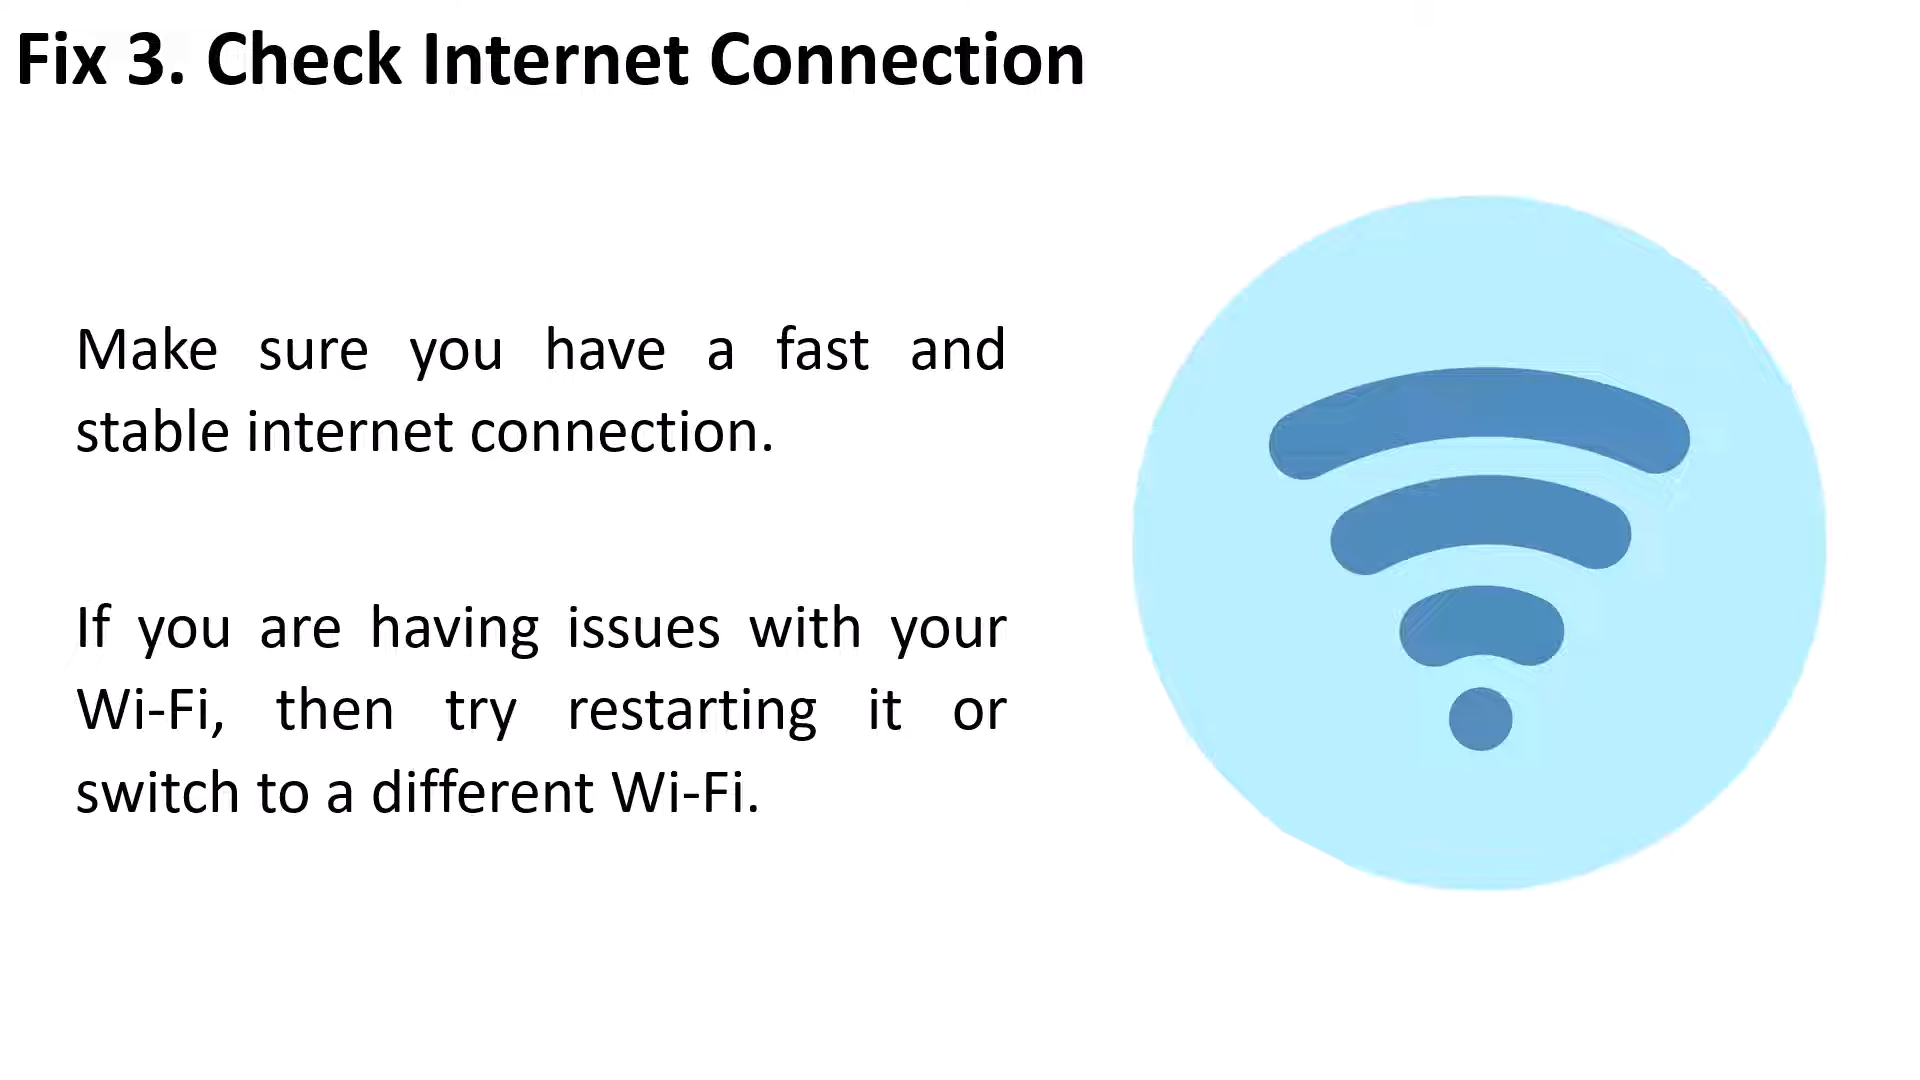 Fix 3. Check Internet Connection
Make sure you have a fast and
stable internet connection.
If you are having issues with your
Wi-Fi, then try restarting it or
switch to a different Wi-Fi.